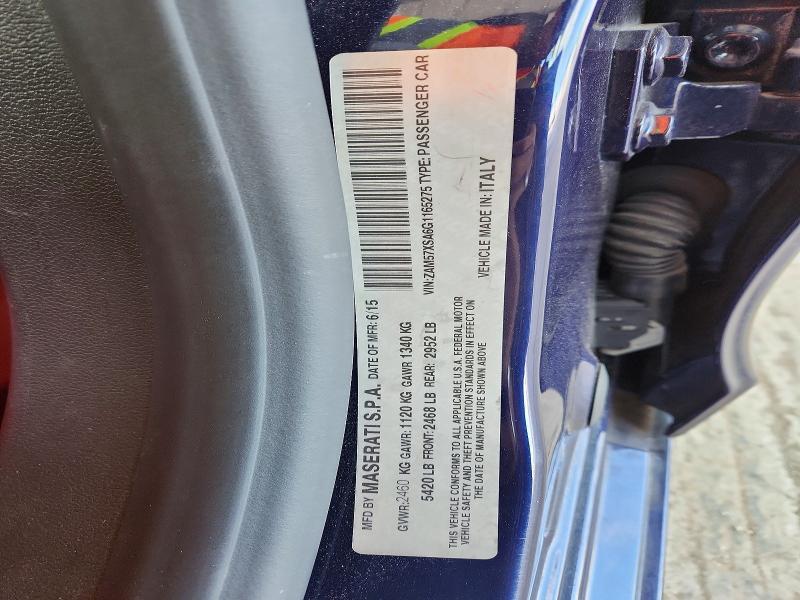 MFD BY MASERATI S.P.A. DATE OF MFR: 6/15
GVWR:2460 KG GAWR: 1120 KG GAWR 1340 KG
5420 LB FRONT: 2468 LB REAR: 2952 LB
VIN:ZAM57XSA6G1165275 TYPE: PASSENGER CAR
THIS VEHICLE CONFORMS TO ALL APPLICABLE U.S.A. FEDERAL MOTOR
VEHICLE SAFETY AND THEFT PREVENTION STANDARDS IN EFFECT ON
THE DATE OF MANUFACTURE SHOWN ABOVE
VEHICLE MADE IN: ITALY